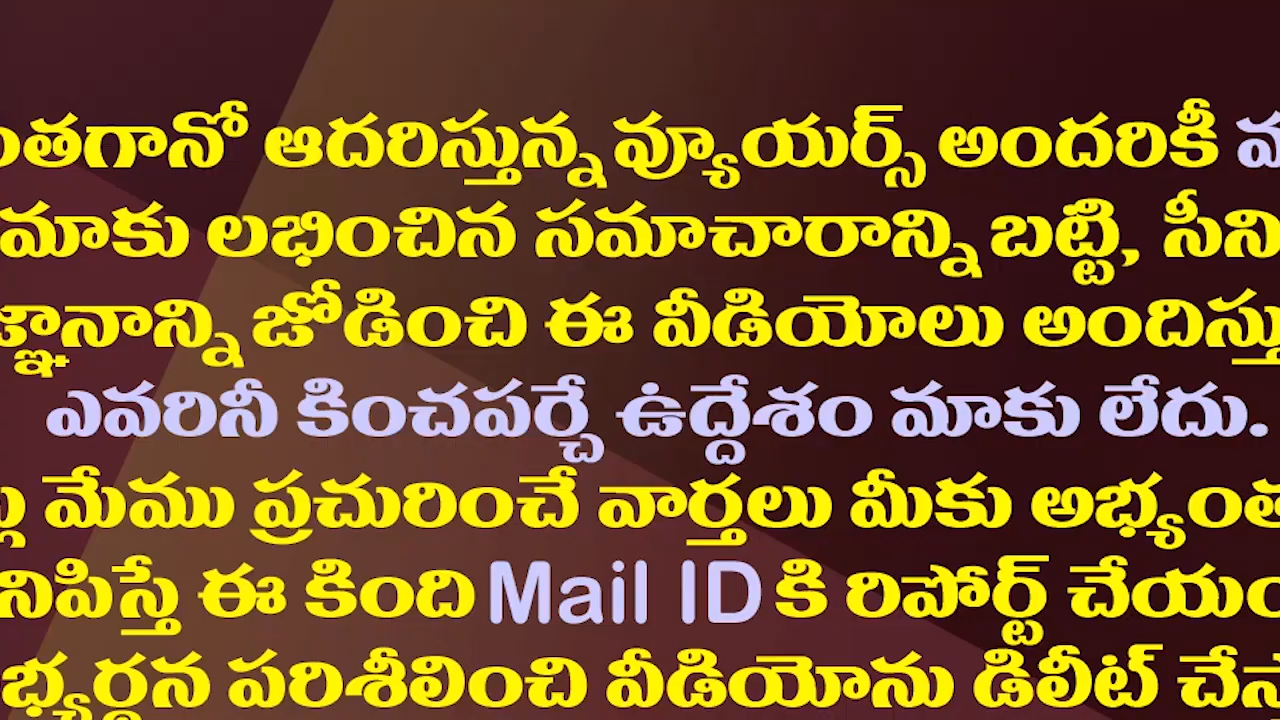 ఆదరిస్తున్న వ్యూయర్స్ అందరికీ
మాకు లభించిన సమాచారాన్ని బట్టి,
జోడించి ఈ వీడియోలు
ఎవరినీ కించపర్చే ఉద్దేశం మాకు లేదు.
మేము ప్రచురించే వార్తలు మీకు
ఈ కింది Mail ID కి రిపోర్ట్
పరిశీలించి వీడియోను డిలీట్